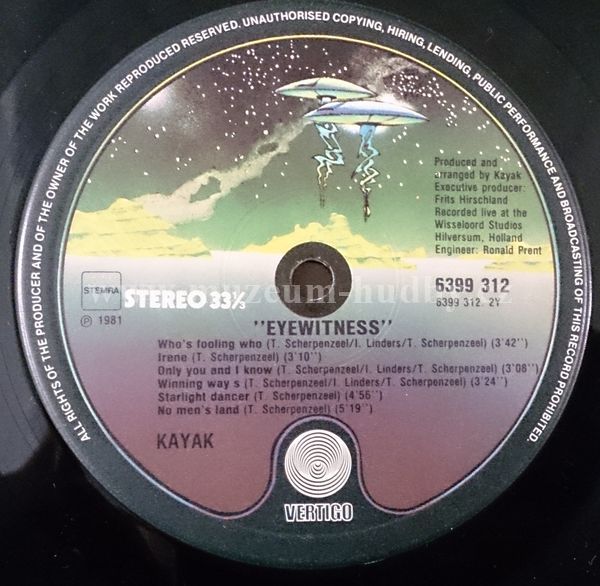 ALL RIGHTS OF THE PRODUCER AND OF THE OWNER OF THE WORK REPRODUCED RESERVED. UNAUTHORISED COPYING, HIRING, LENDING, PUBLIC PERFORMANCE AND BROADCASTING OF THIS RECORD PROHIBITED.
Produced and
arranged by Kayak
Executive producer:
Frits Hirschland
Recorded live at the
Wisseloord Studios
Hilversum, Holland
Engineer: Ronald Prent
STEMRA
STEREO 33⅓
6399 312
6399 312. 2Y
℗ 1981
"EYEWITNESS"
Who's fooling who (T. Scherpenzeel/I. Linders/T. Scherpenzeel) (3'42")
Irene (T. Scherpenzeel) (3'10")
Only you and I know (T. Scherpenzeel/I. Linders/T. Scherpenzeel) (3'08")
Winning way s (T. Scherpenzeel/I. Linders/T. Scherpenzeel) (3'24")
Starlight dancer (T. Scherpenzeel) (4'55")
No men's land (T. Scherpenzeel) (5'19")
KAYAK
VERTIGO